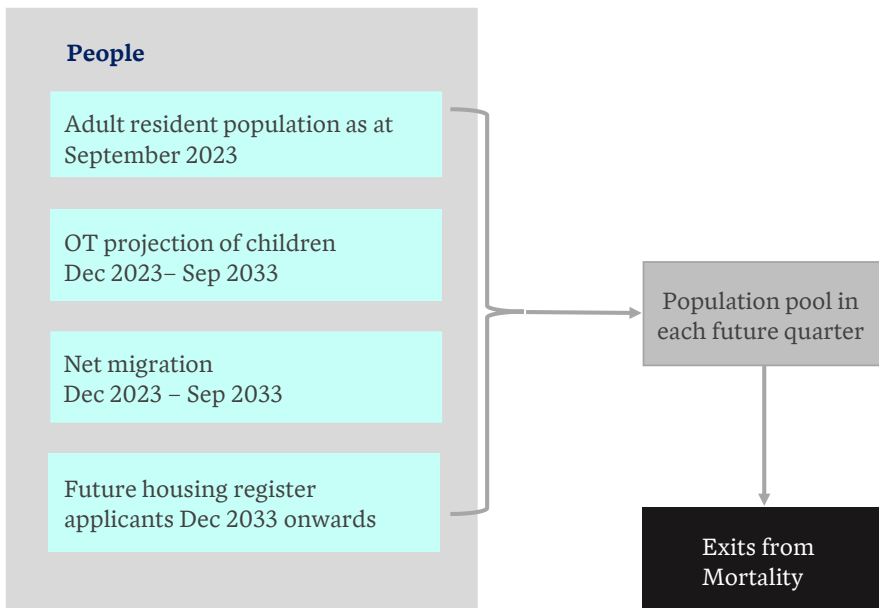 People
Adult resident population as at
September 2023
OT projection of children
Dec 2023– Sep 2033
Net migration
Dec 2023 – Sep 2033
Future housing register
applicants Dec 2033 onwards
Population pool in
each future quarter
Exits from
Mortality